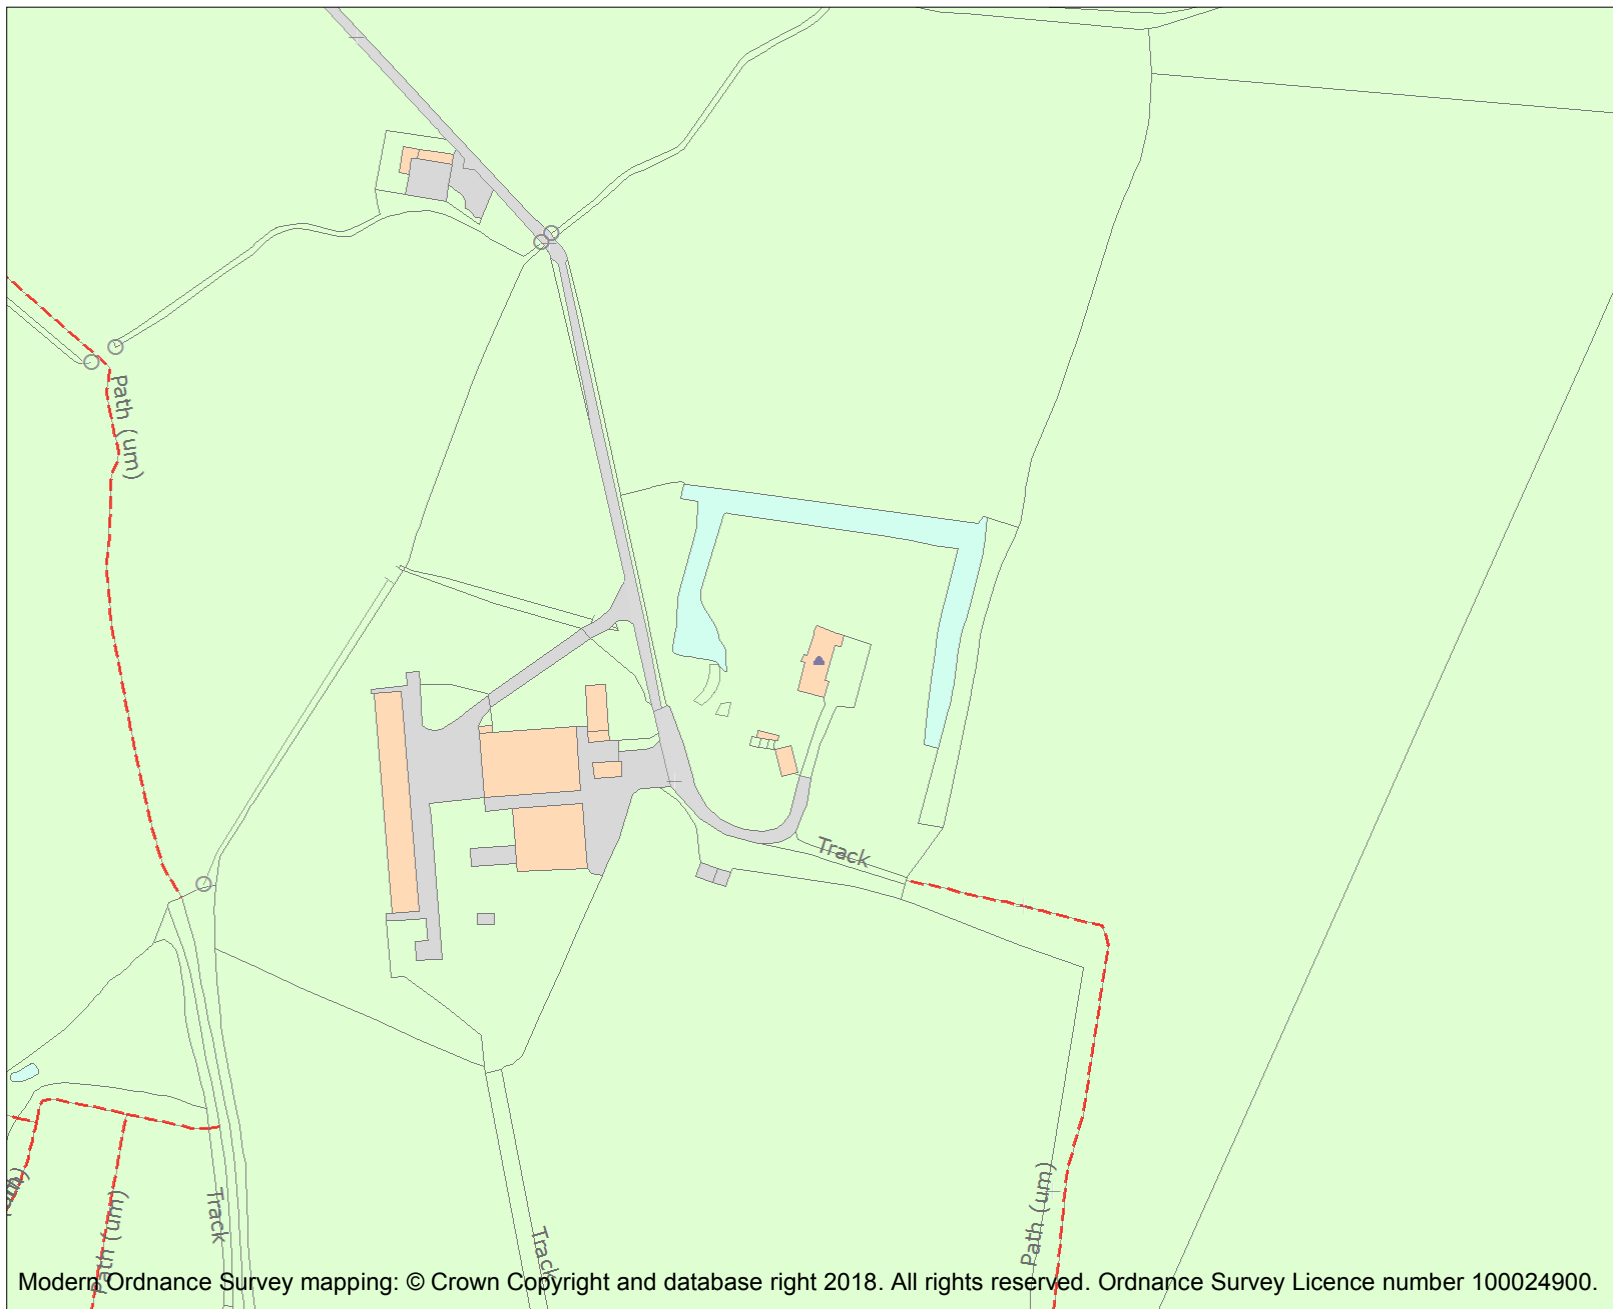 Path (um)
Track
Path (um)
Track
Path (um)
Track
Modern Ordnance Survey mapping: © Crown Copyright and database right 2018. All rights reserved. Ordnance Survey Licence number 100024900.